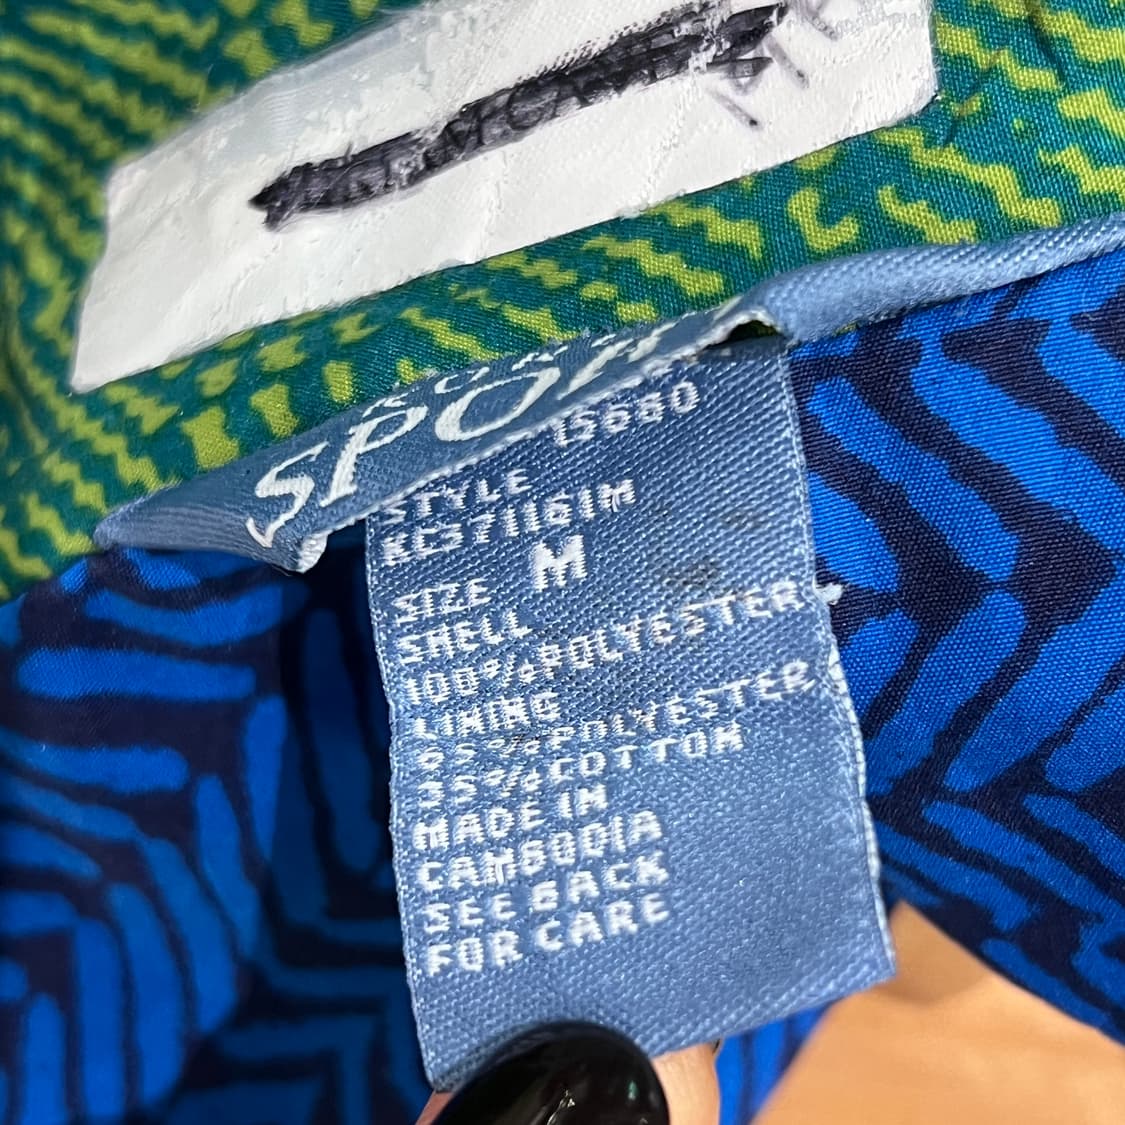 SPORT
15680
STYLE
RCS71161M
SIZE M
SHELL
100%POLYESTER
LINING
65%POLYESTER
35%COTTON
MADE IN
CAMBODIA
SEE BACK
FOR CARE